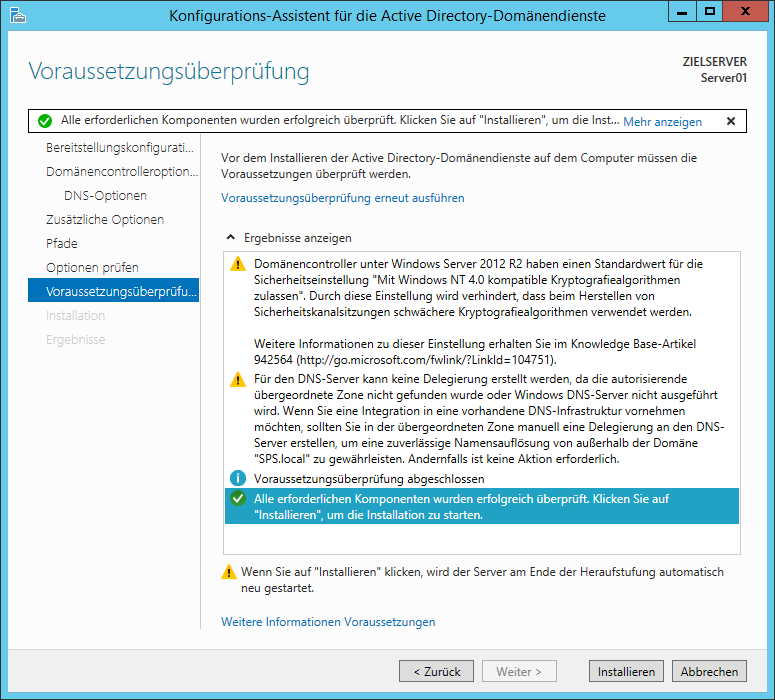 Konfigurations-Assistent für die Active Directory-Domänendienste
Voraussetzungsüberprüfung
ZIELSERVER
Server01
Alle erforderlichen Komponenten wurden erfolgreich überprüft. Klicken Sie auf "Installieren", um die Inst... Mehr anzeigen
Bereitstellungskonfigurati...
Domänencontrolleroption...
DNS-Optionen
Zusätzliche Optionen
Pfade
Optionen prüfen
Voraussetzungsüberprüfu...
Installation
Ergebnisse
Vor dem Installieren der Active Directory-Domänendienste auf dem Computer müssen die
Voraussetzungen überprüft werden.
Voraussetzungsüberprüfung erneut ausführen
Ergebnisse anzeigen
Domänencontroller unter Windows Server 2012 R2 haben einen Standardwert für die
Sicherheitseinstellung "Mit Windows NT 4.0 kompatible Kryptografiealgorithmen
zulassen". Durch diese Einstellung wird verhindert, dass beim Herstellen von
Sicherheitskanalsitzungen schwächere Kryptografiealgorithmen verwendet werden.
Weitere Informationen zu dieser Einstellung erhalten Sie im Knowledge Base-Artikel
942564 (http://go.microsoft.com/fwlink/?LinkId=104751).
Für den DNS-Server kann keine Delegierung erstellt werden, da die autorisierende
übergeordnete Zone nicht gefunden wurde oder Windows DNS-Server nicht ausgeführt
wird. Wenn Sie eine Integration in eine vorhandene DNS-Infrastruktur vornehmen
möchten, sollten Sie in der übergeordneten Zone manuell eine Delegierung an den DNS-
Server erstellen, um eine zuverlässige Namensauflösung von außerhalb der Domäne
"SPS.local" zu gewährleisten. Andernfalls ist keine Aktion erforderlich.
Voraussetzungsüberprüfung abgeschlossen
Alle erforderlichen Komponenten wurden erfolgreich überprüft. Klicken Sie auf
"Installieren", um die Installation zu starten.
Wenn Sie auf "Installieren" klicken, wird der Server am Ende der Heraufstufung automatisch
neu gestartet.
Weitere Informationen Voraussetzungen
< Zurück
Weiter >
Installieren
Abbrechen